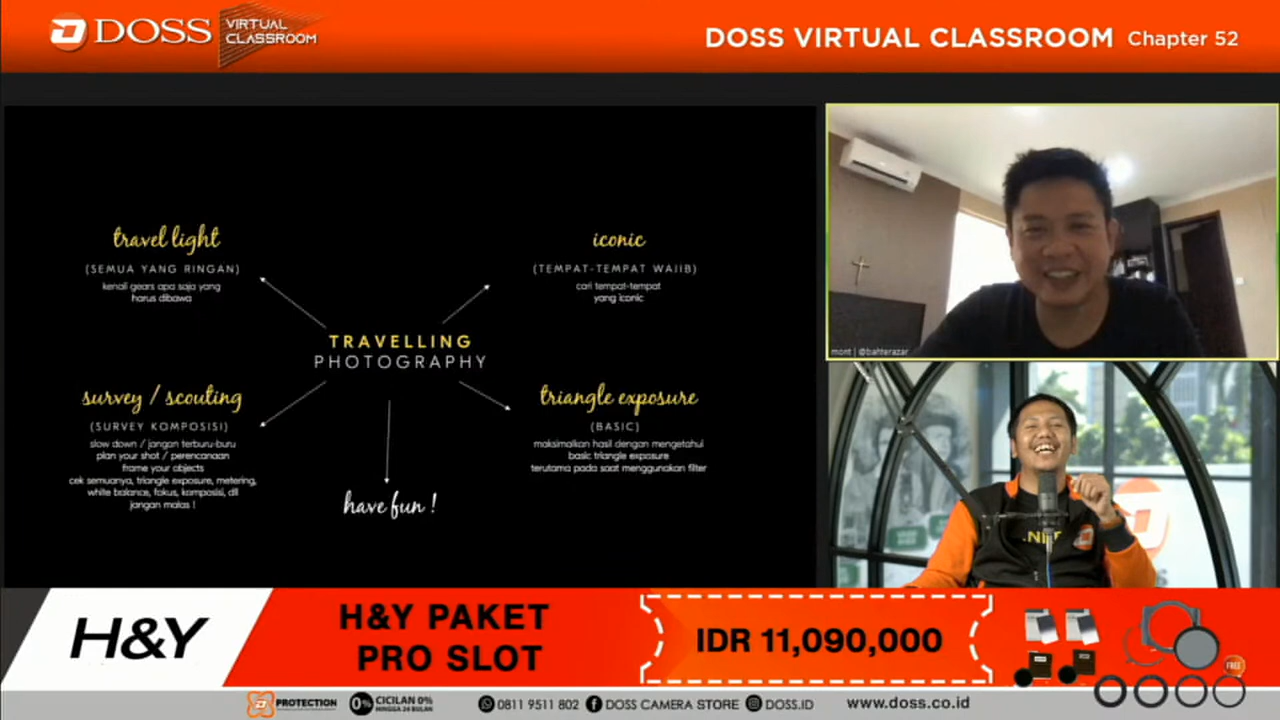 DOSS VIRTUAL CLASSROOM
DOSS VIRTUAL CLASSROOM Chapter 52
travel light
(SEMUA YANG RINGAN)
kenali gears apa saja yang
harus dibawa
iconic
(TEMPAT-TEMPAT WAJIB)
cari tempat-tempat
yang iconic
TRAVELLING
PHOTOGRAPHY
survey / scouting
(SURVEY KOMPOSISI)
slow down / jangan terburu-buru
plan your shot / perencanaan
frame your objects
cek semuanya, triangle exposure, metering,
white balance, fokus, komposisi, dll
jangan malas !
triangle exposure
(BASIC)
maksimalkan hasil dengan mengetahui
basic triangle exposure
terutama pada saat menggunakan filter
have fun !
mont | @bahterazar
H&Y
H&Y PAKET
PRO SLOT
IDR 11,090,000
FREE
PROTECTION
0% CICILAN 0%
HINGGA 24 BULAN
0811 9511 802
DOSS CAMERA STORE
DOSS.ID
www.doss.co.id